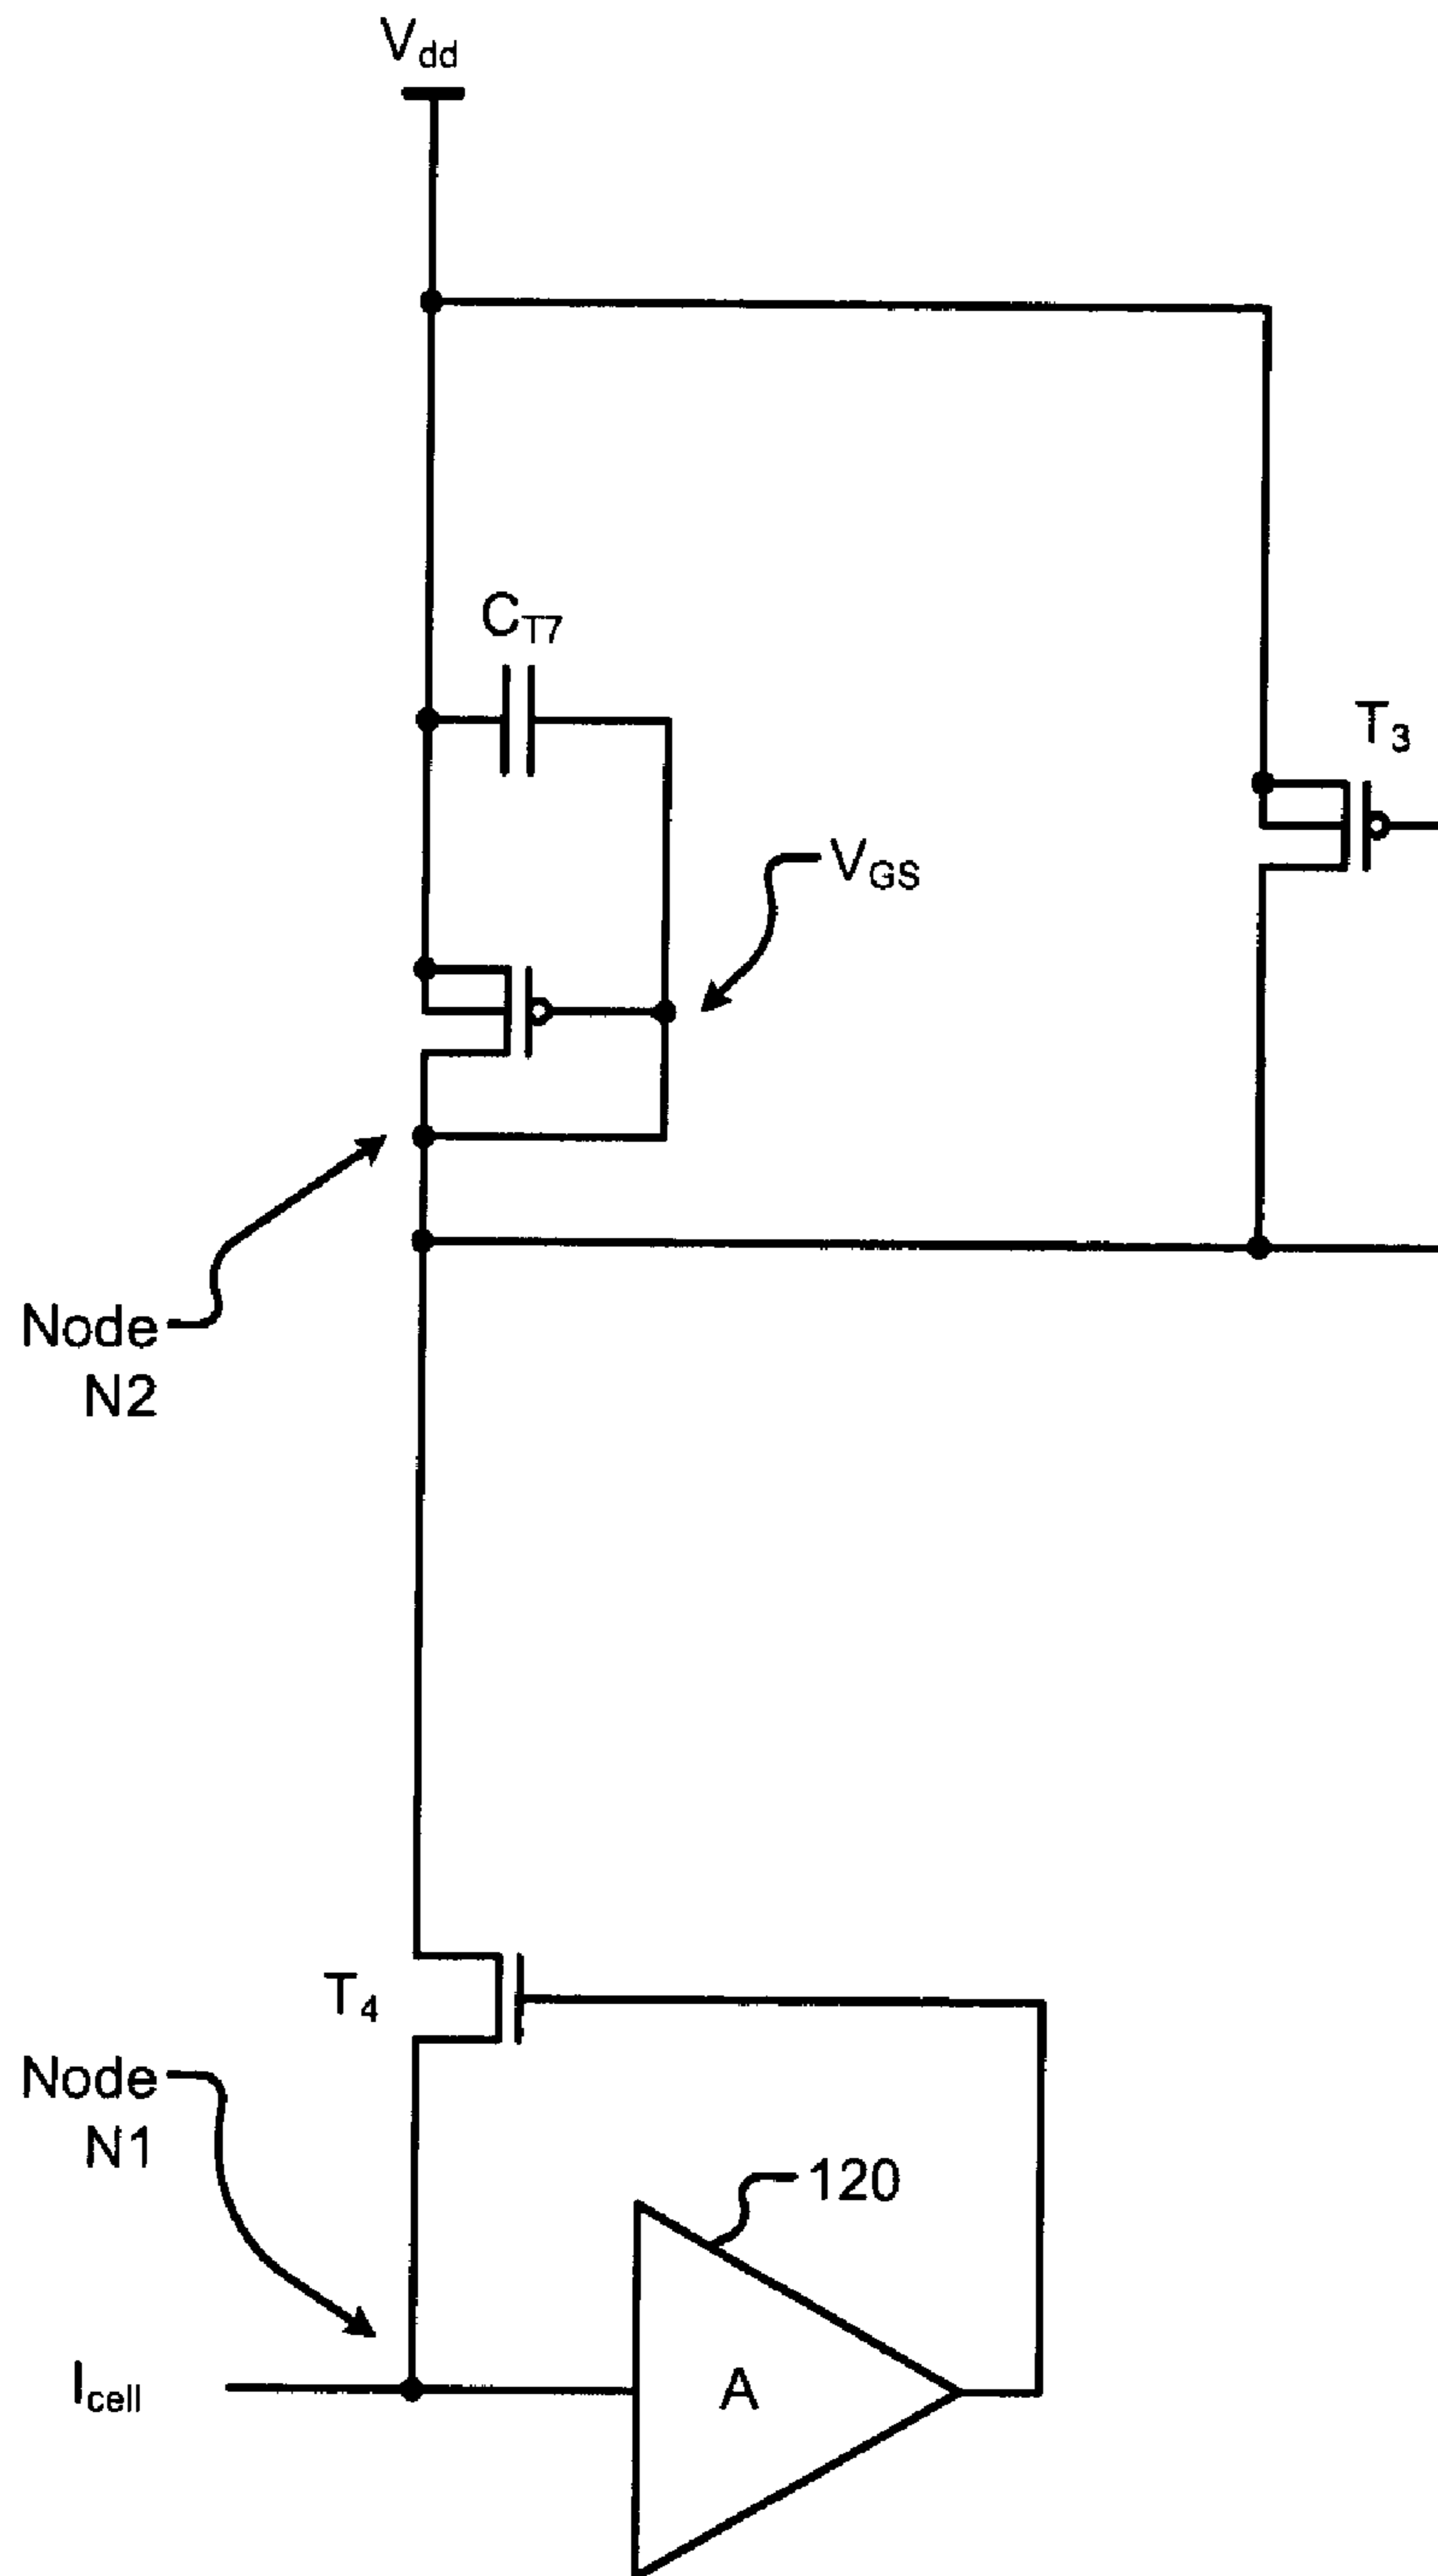 Vdd
CT7
T3
VGS
Node
N2
T4
Node
N1
120
Icell
A